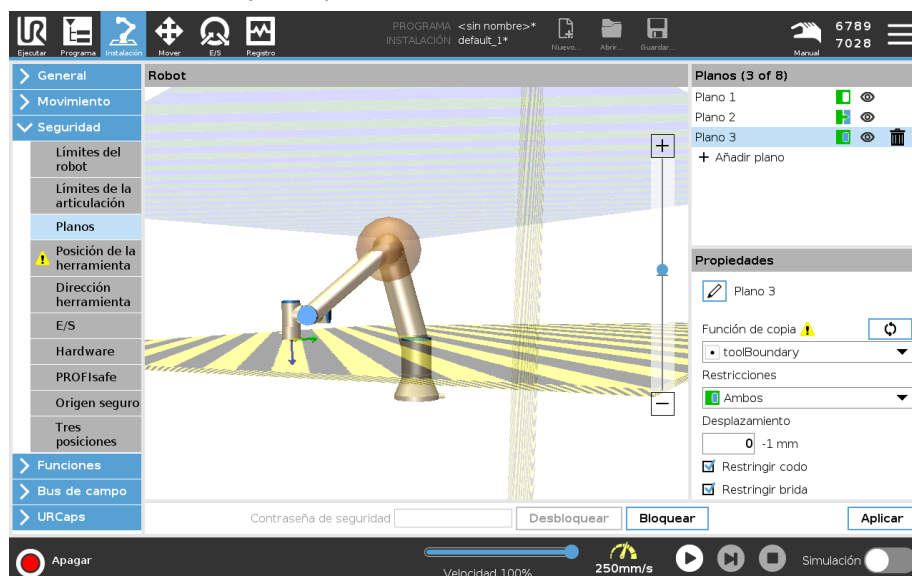 Ejecutar
Programa
Instalación
Mover
E/S
Registro
PROGRAMA <sin nombre>*
INSTALACIÓN default_1*
Nuevo...
Abrir...
Guardar...
Manual
6789
7028
General
Movimiento
Seguridad
Límites del
robot
Límites de la
articulación
Planos
Posición de la
herramienta
Dirección
herramienta
E/S
Hardware
PROFIsafe
Origen seguro
Tres
posiciones
Funciones
Bus de campo
URCaps
Robot
Planos (3 of 8)
Plano 1
Plano 2
Plano 3
+ Añadir plano
Propiedades
Plano 3
Función de copia
toolBoundary
Restricciones
Ambos
Desplazamiento
0 -1 mm
Restringir codo
Restringir brida
Contraseña de seguridad
Desbloquear
Bloquear
Aplicar
Apagar
Velocidad 100%
250mm/s
Simulación